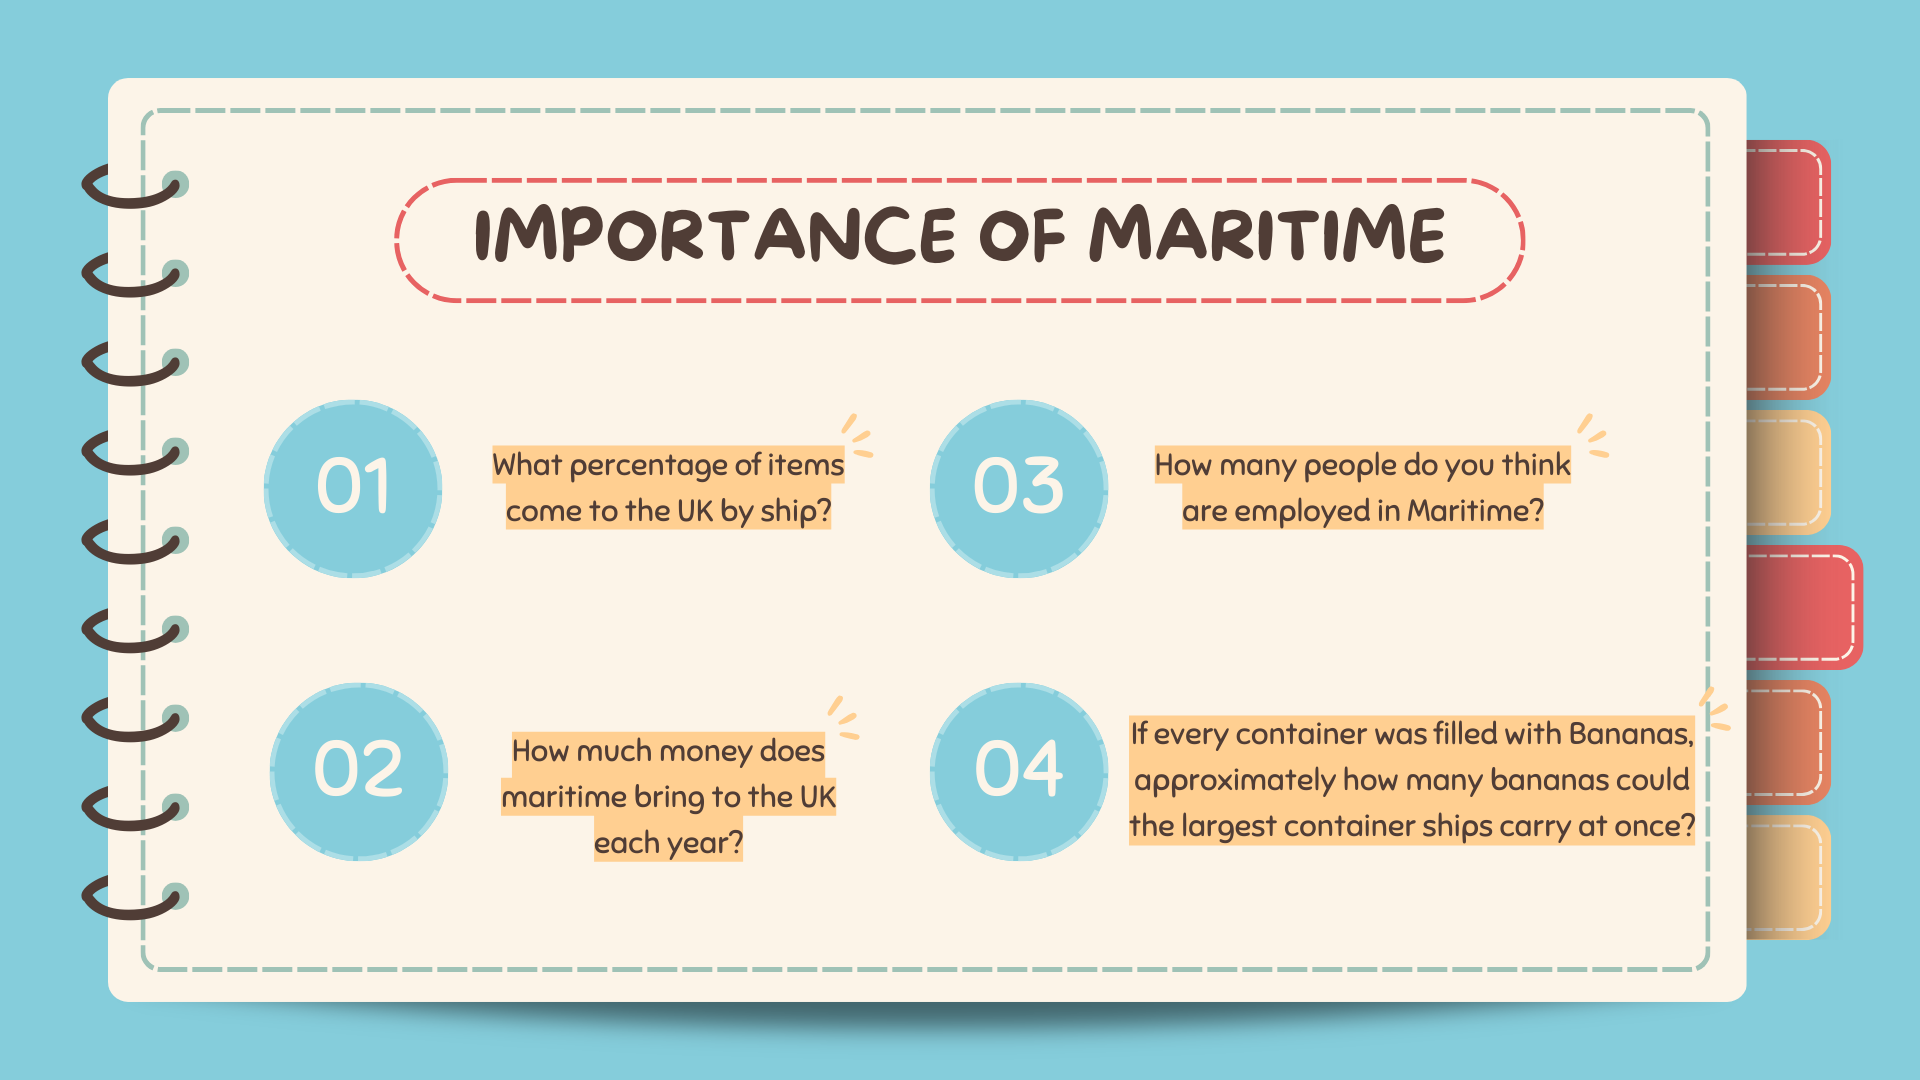 IMPORTANCE OF MARITIME
01
What percentage of items
come to the UK by ship?
02
How much money does
maritime bring to the UK
each year?
03
How many people do you think
are employed in Maritime?
04
If every container was filled with Bananas,
approximately how many bananas could
the largest container ships carry at once?